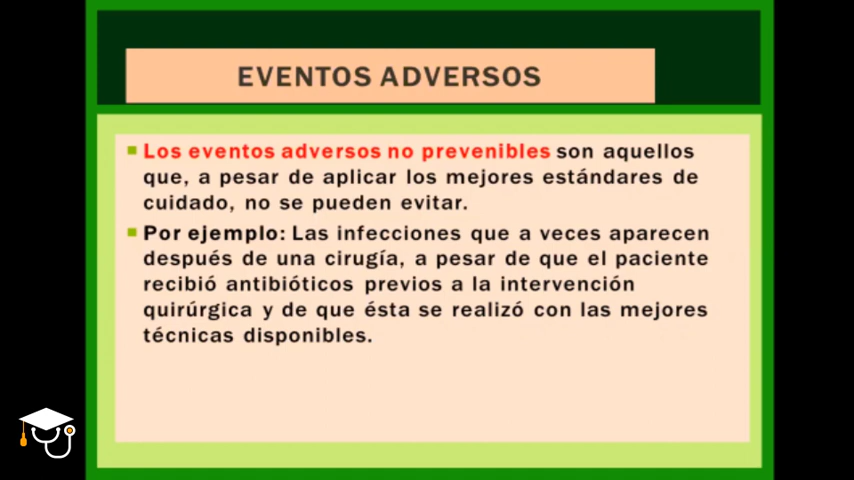 EVENTOS ADVERSOS
Los eventos adversos no prevenibles son aquellos
que, a pesar de aplicar los mejores estándares de
cuidado, no se pueden evitar.
Por ejemplo: Las infecciones que a veces aparecen
después de una cirugía, a pesar de que el paciente
recibió antibióticos previos a la intervención
quirúrgica y de que ésta se realizó con las mejores
técnicas disponibles.